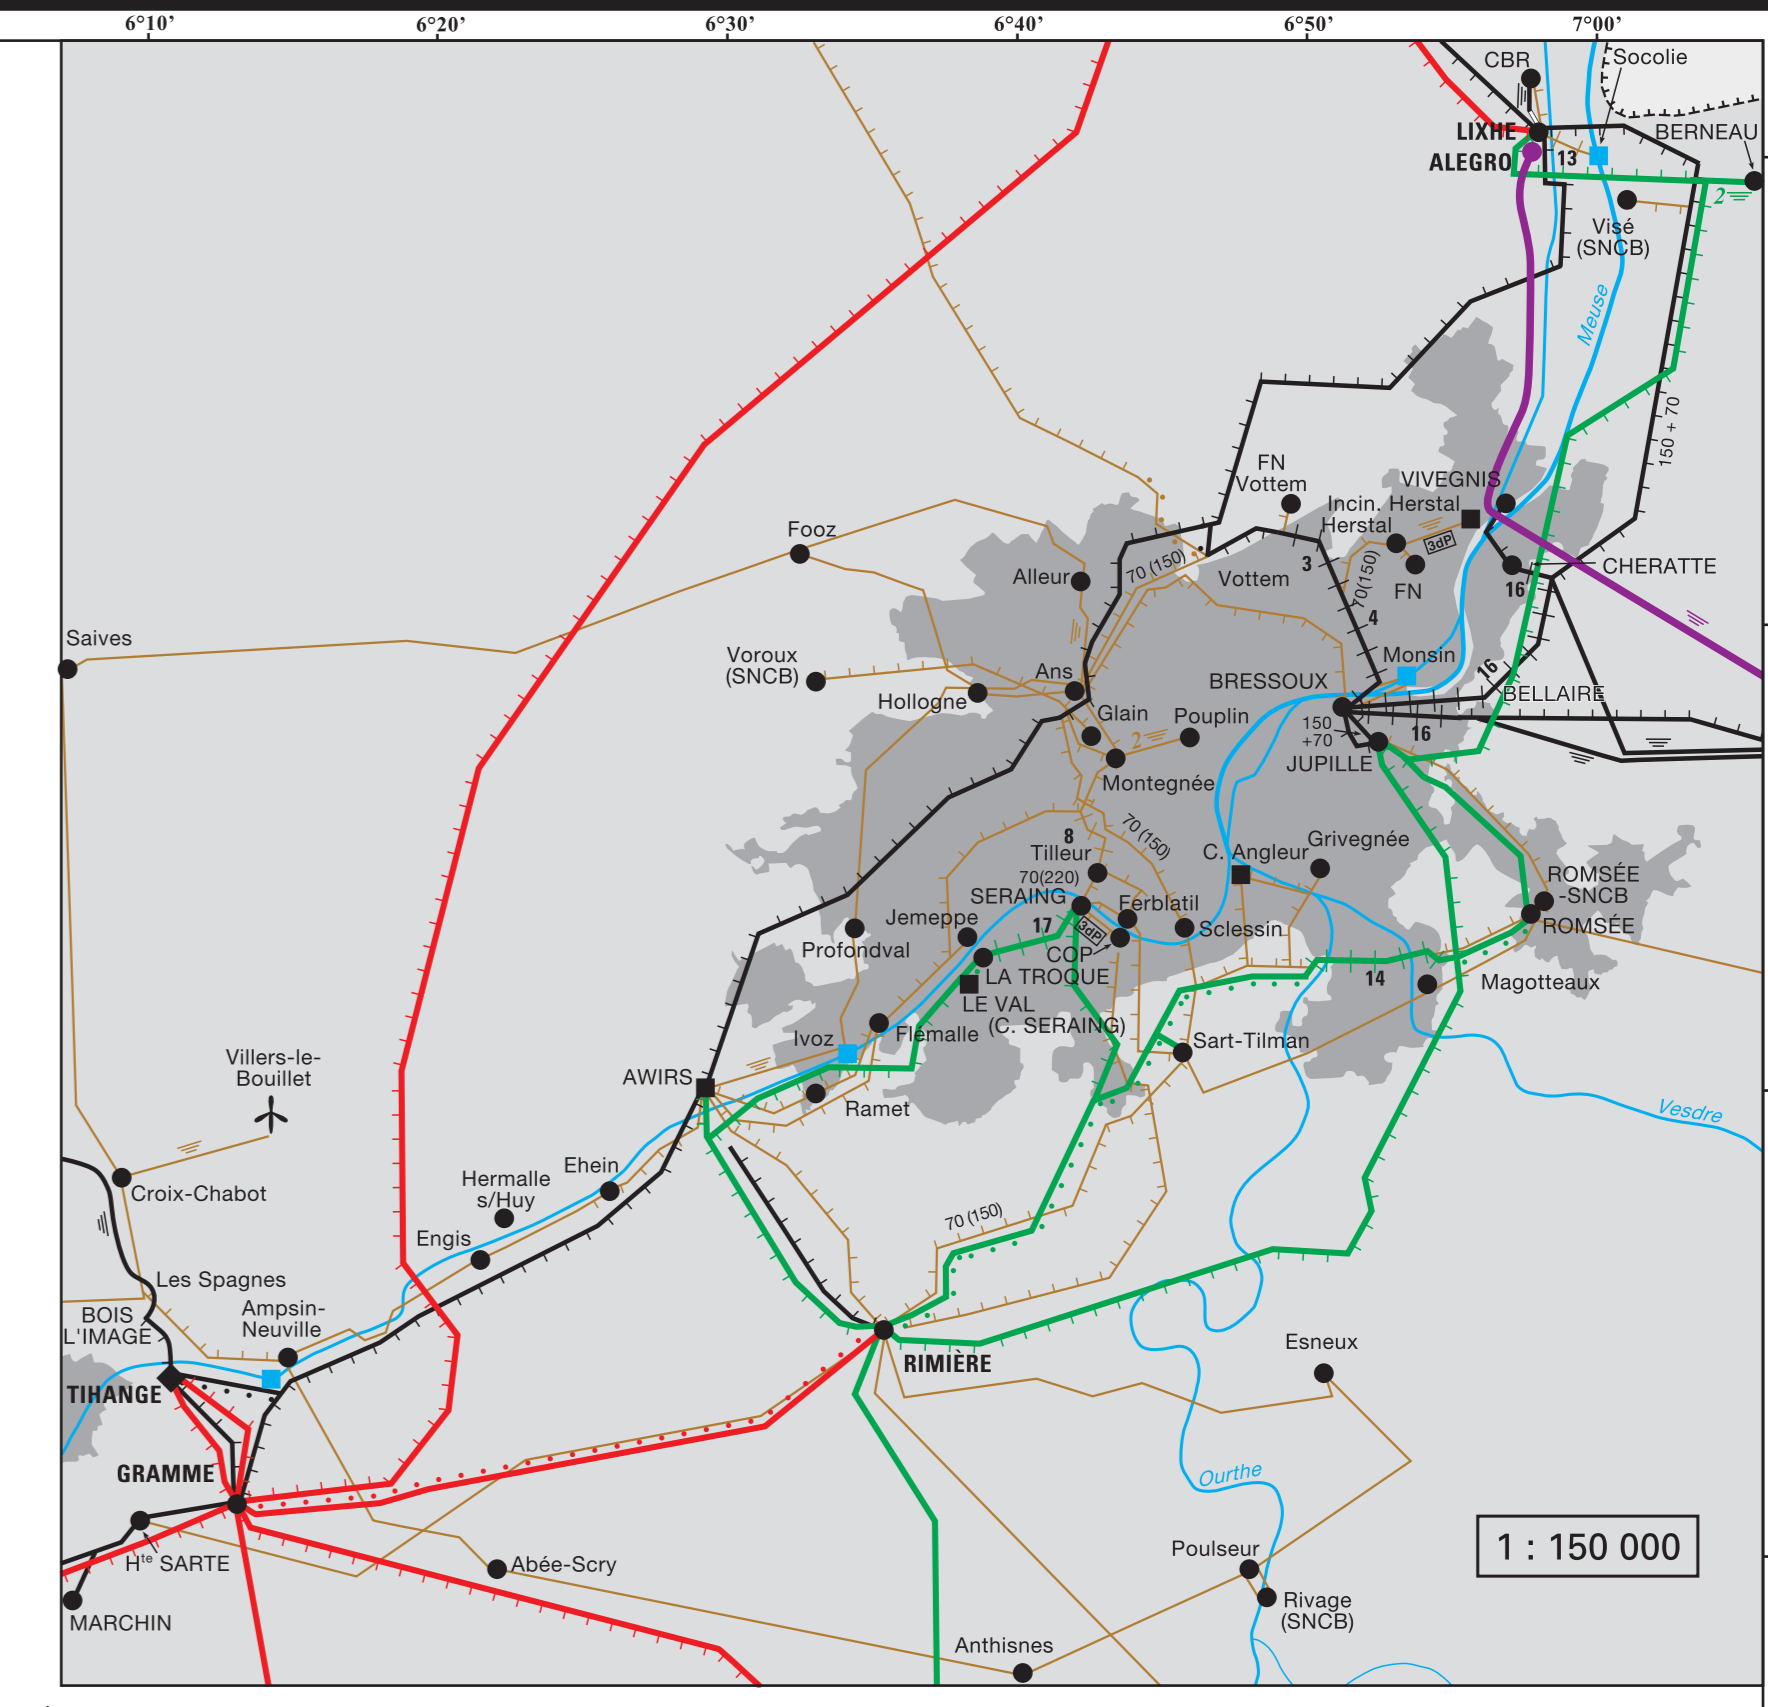 6°10' 6°20' 6°30' 6°40' 6°50' 7°00'
CBR
Socolie
LIXHE
BERNEAU
ALEGRO
13
2
Visé
(SNCB)
Meuse
150 + 70
FN
Vottem
VIVEGNIS
Incin. Herstal
Herstal
3dP
Fooz
70 (150)
3
Alleur
Vottem
70(150)
FN
CHERATTE
16
4
Saives
Voroux
(SNCB)
Ans
Monsin
16
BRESSOUX
BELLAIRE
Hollogne
Glain
Pouplin
150
+70
16
2
JUPILLE
Montegnée
70 (150)
8
Tilleur
C. Angleur
Grivegnée
70(220)
SERAING
Ferblatil
ROMSÉE
-SNCB
Jemeppe
17
3dP
Sclessin
ROMSÉE
Profondval
COP
LA TROQUE
14
Magotteaux
LE VAL
(C. SERAING)
Ivoz
Flémalle
Sart-Tilman
Villers-le-
Bouillet
AWIRS
Ramet
Vesdre
Ehein
Hermalle
s/Huy
Croix-Chabot
70 (150)
Engis
Les Spagnes
BOIS
L'IMAGE
Ampsin-
Neuville
Esneux
RIMIÈRE
TIHANGE
GRAMME
Ourthe
1 : 150 000
Poulseur
Hte SARTE
Abée-Scry
Rivage
(SNCB)
MARCHIN
Anthisnes